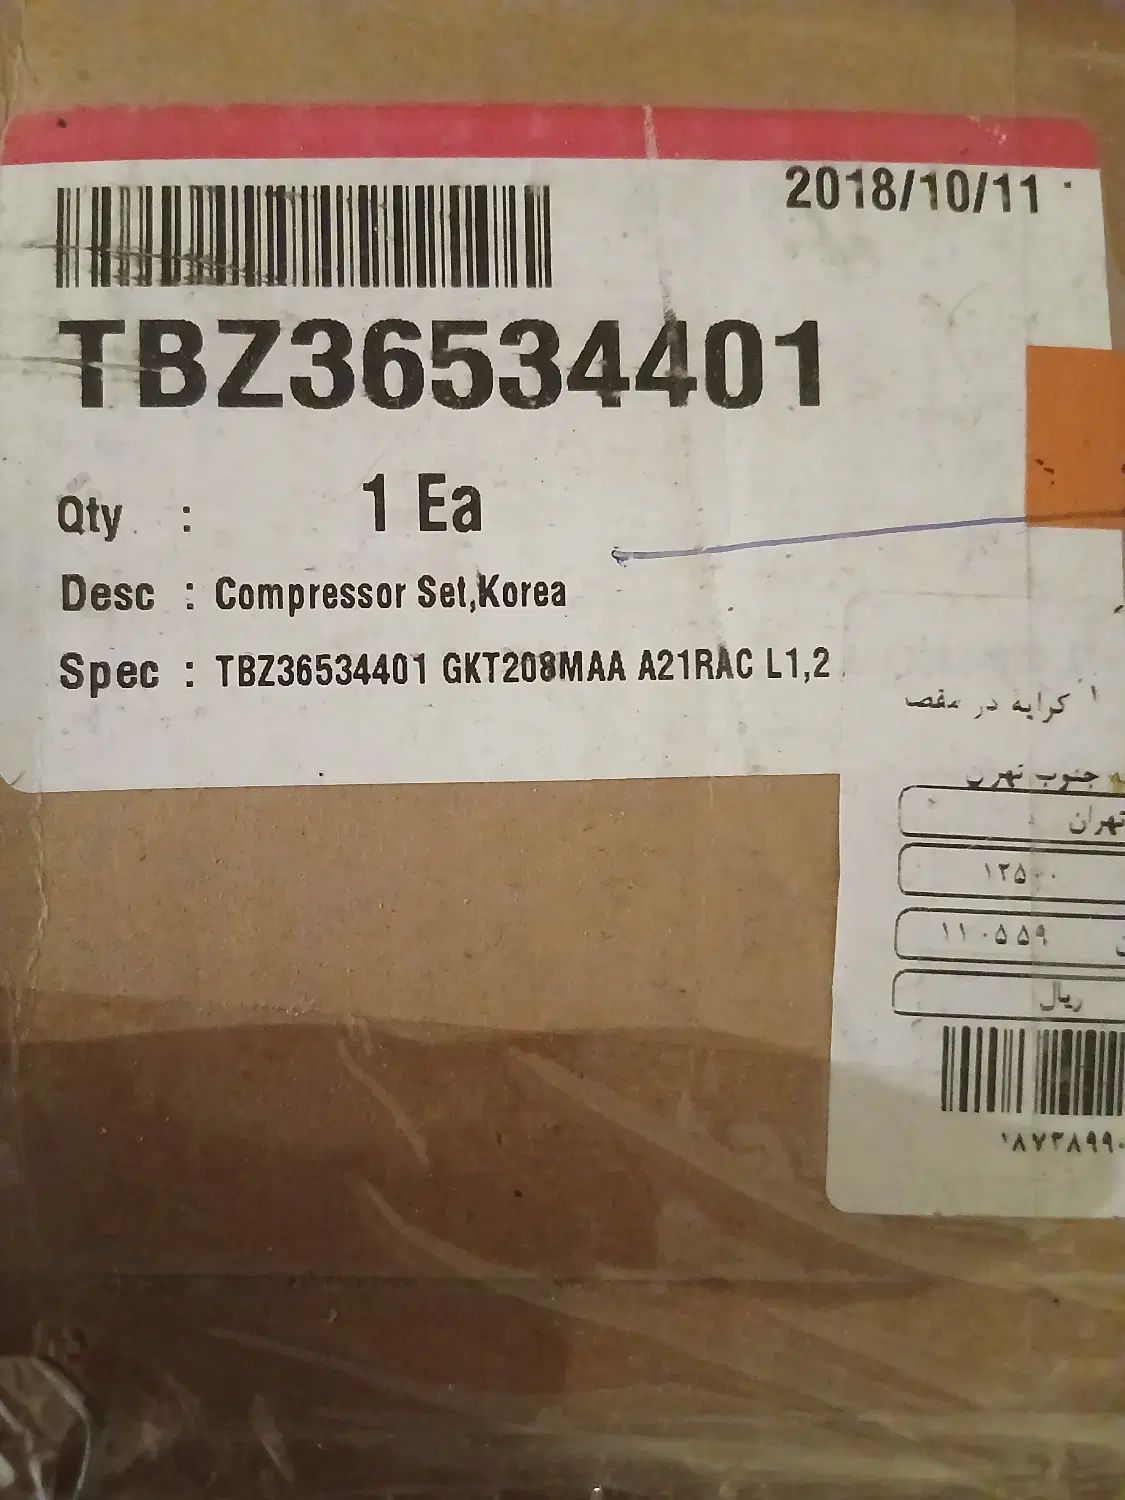 2018/10/11
TBZ36534401
Qty : 1 Ea
Desc : Compressor Set,Korea
Spec : TBZ36534401 GKT208MAA A21RAC L1,2
۱ کرایه در مقصد
جنوب تهران
تهران
۱۲۵۰۰
۱۱۰۵۵۹
ریال